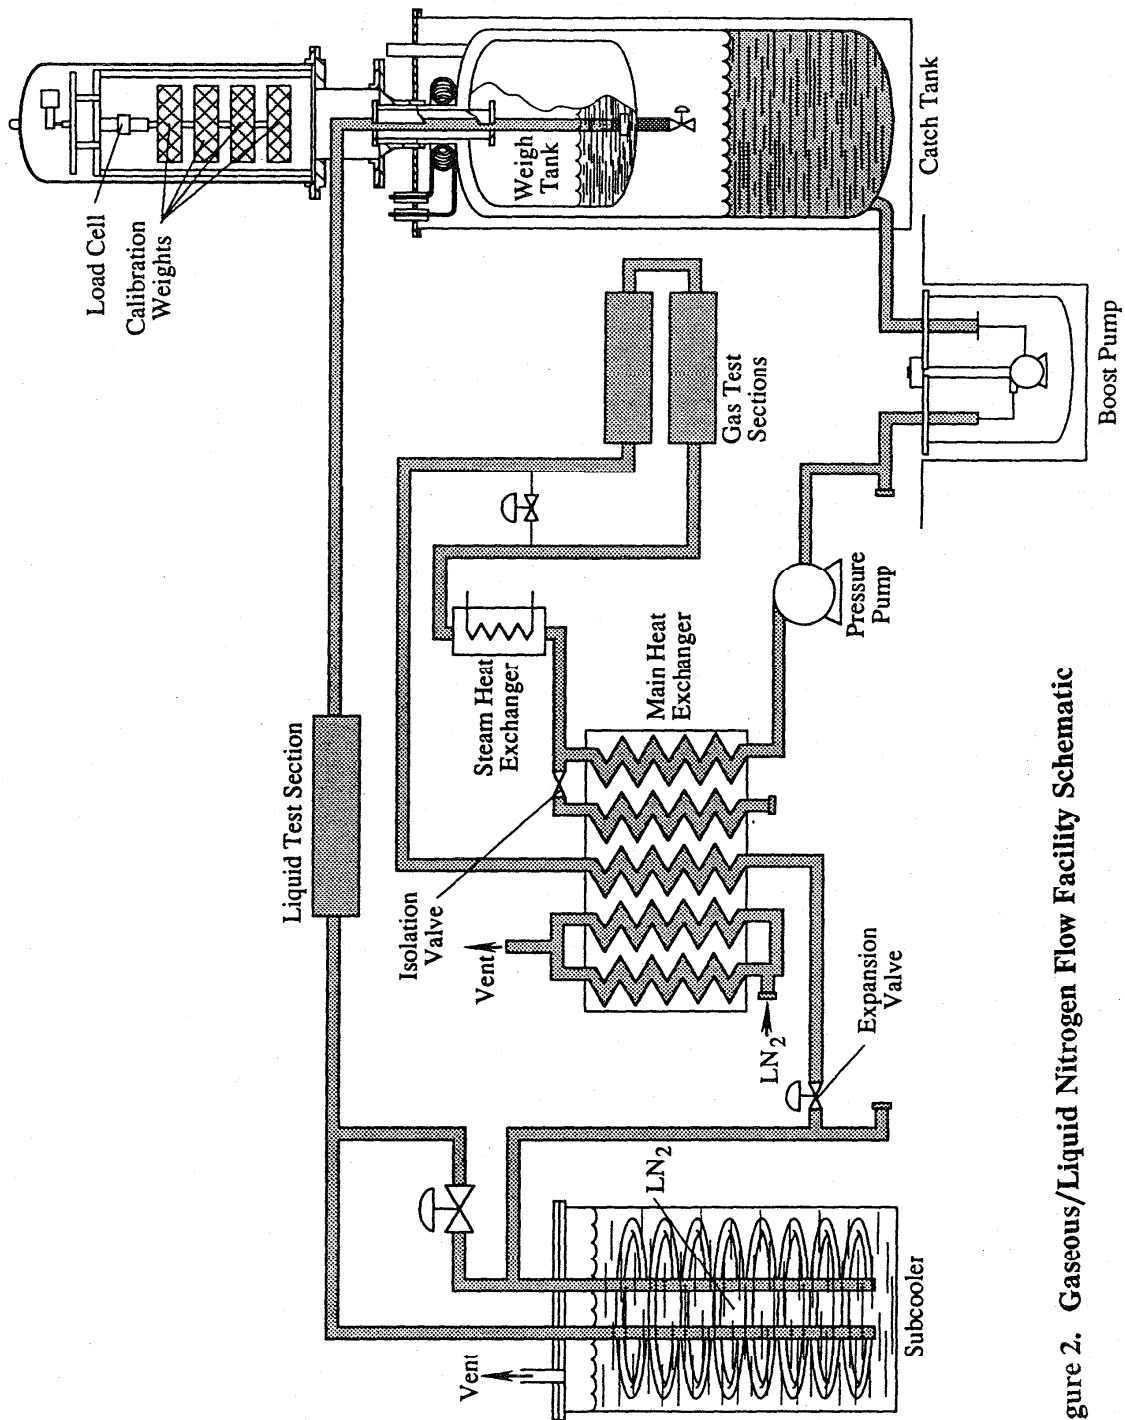 Load Cell
Calibration
Weights
Weigh
Tank
Catch Tank
Gas Test
Sections
Boost Pump
Pressure
Pump
Steam Heat
Exchanger
Main Heat
Exchanger
Liquid Test Section
Isolation
Valve
Vent
LN2
Expansion
Valve
LN2
Vent
Subcooler
gure 2. Gaseous/Liquid Nitrogen Flow Facility Schematic